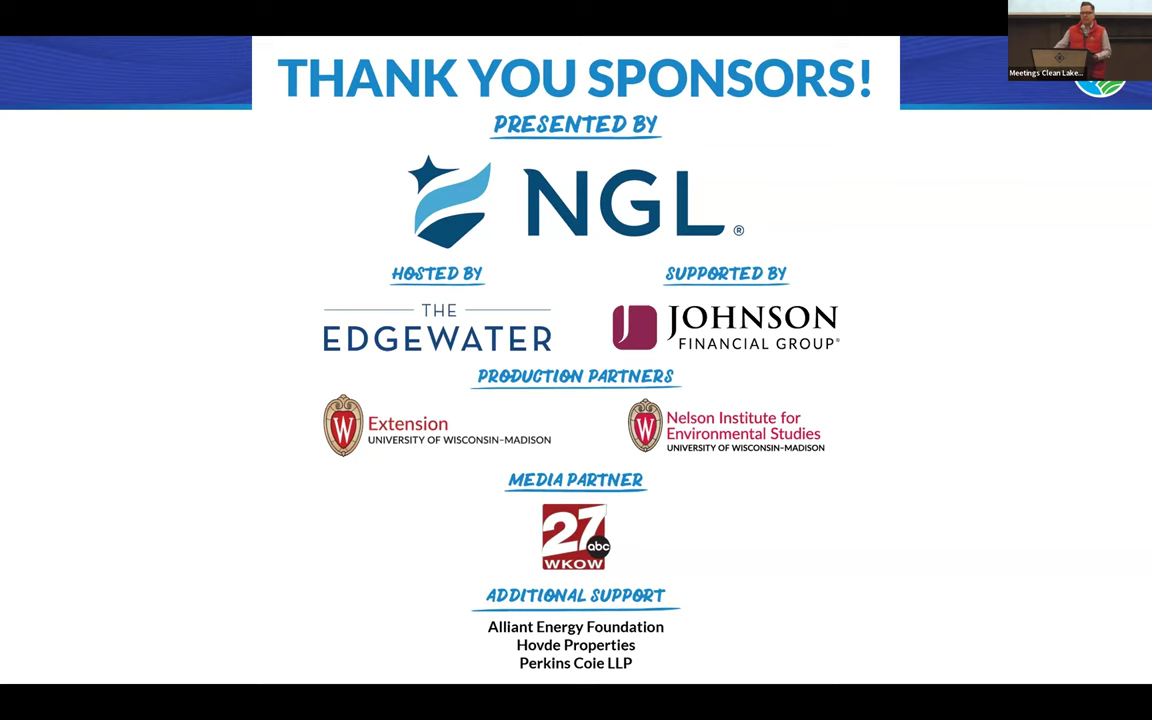 THANK YOU SPONSORS!
Meetings Clean Lake...
PRESENTED BY
NGL®
HOSTED BY
SUPPORTED BY
THE
EDGEWATER
J JOHNSON
FINANCIAL GROUP®
PRODUCTION PARTNERS
W Extension
UNIVERSITY OF WISCONSIN–MADISON
W Nelson Institute for
Environmental Studies
UNIVERSITY OF WISCONSIN–MADISON
MEDIA PARTNER
27
abc
WKOW
ADDITIONAL SUPPORT
Alliant Energy Foundation
Hovde Properties
Perkins Coie LLP